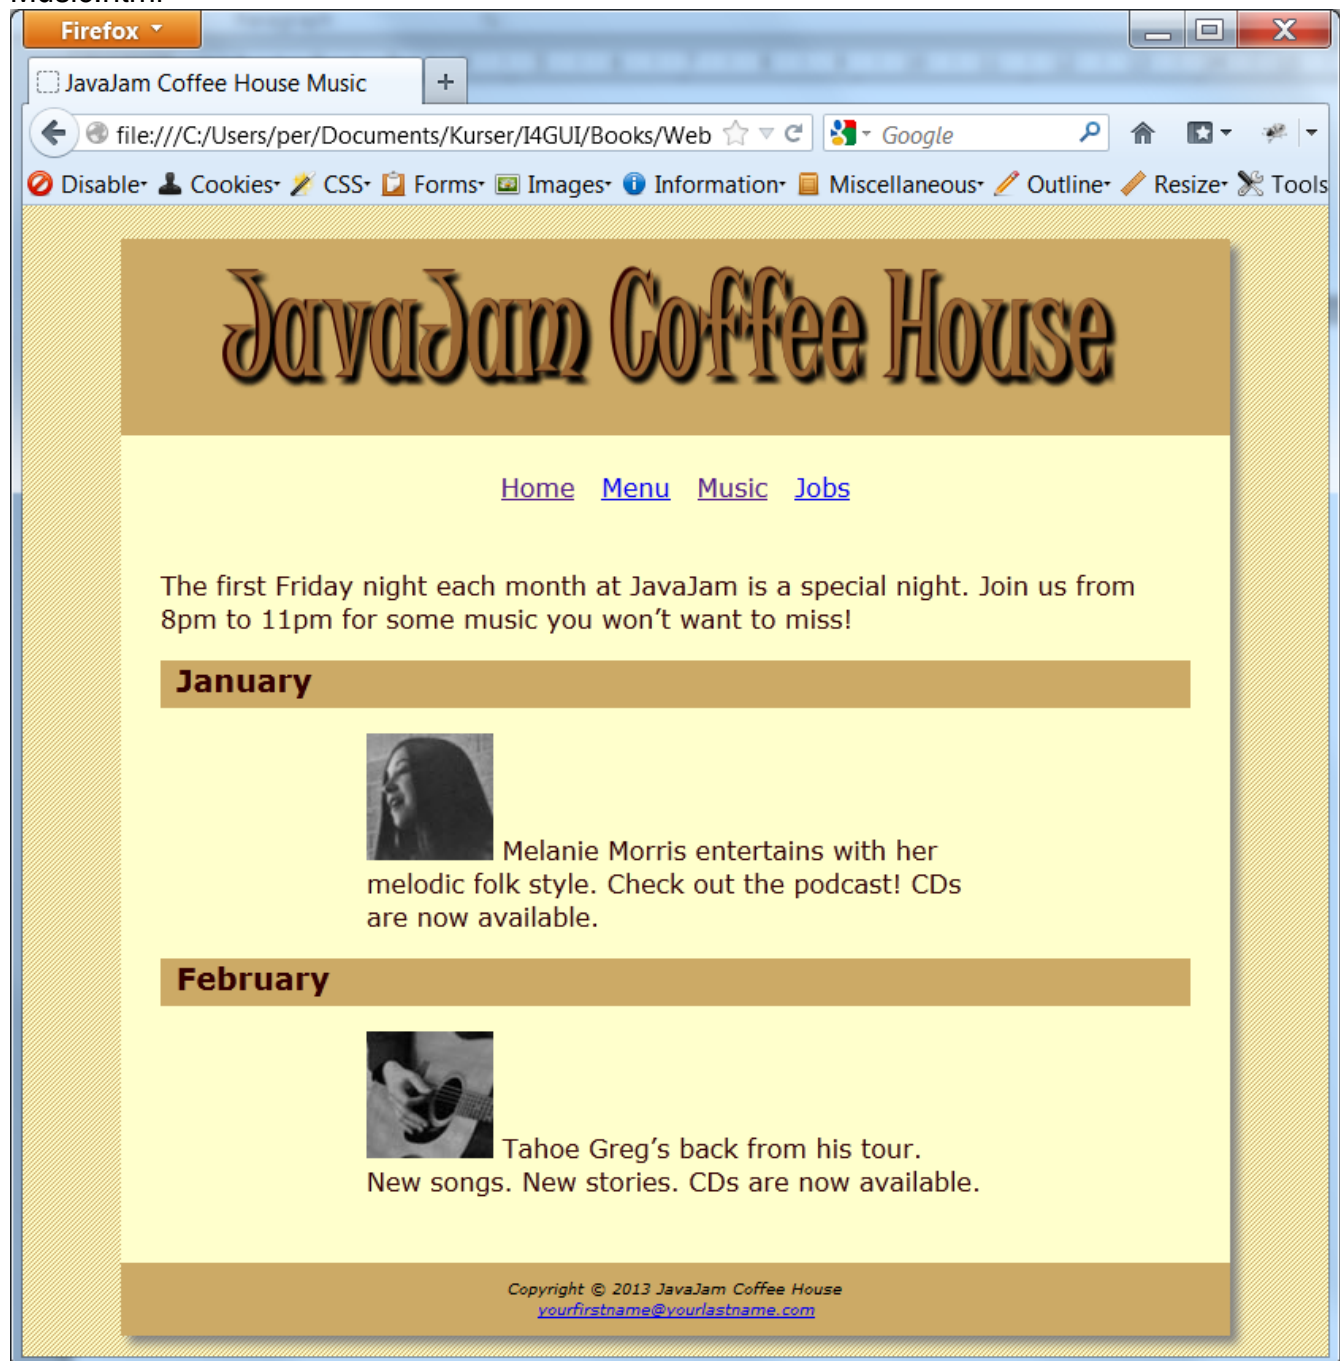 Music.html
Firefox
JavaJam Coffee House Music
+
file:///C:/Users/per/Documents/Kurser/I4GUI/Books/Web
Google
Disable Cookies CSS Forms Images Information Miscellaneous Outline Resize Tools
JavaJam Coffee House
Home Menu Music Jobs
The first Friday night each month at JavaJam is a special night. Join us from
8pm to 11pm for some music you won’t want to miss!
January
Melanie Morris entertains with her
melodic folk style. Check out the podcast! CDs
are now available.
February
Tahoe Greg’s back from his tour.
New songs. New stories. CDs are now available.
Copyright © 2013 JavaJam Coffee House
yourfirstname@yourlastname.com